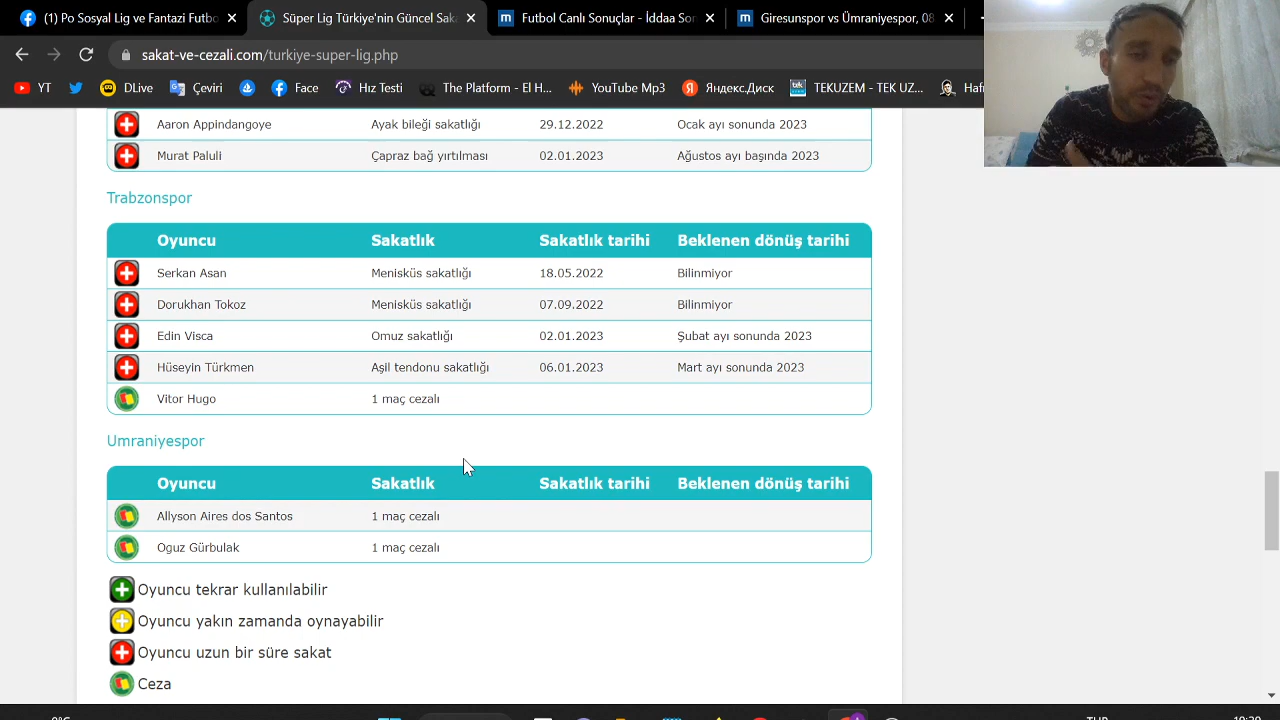 (1) Po Sosyal Lig ve Fantazi Futbo
Süper Lig Türkiye'nin Güncel Saka
Futbol Canlı Sonuçlar - İddaa Son
Giresunspor vs Ümraniyespor, 08
sakat-ve-cezali.com/turkiye-super-lig.php
YT
DLive
Çeviri
Face
Hız Testi
The Platform - El H...
YouTube Mp3
Яндекс.Диск
TEKUZEM - TEK UZ...
Haf
Aaron Appindangoye Ayak bileği sakatlığı 29.12.2022 Ocak ayı sonunda 2023
Murat Paluli Çapraz bağ yırtılması 02.01.2023 Ağustos ayı başında 2023
Trabzonspor
Oyuncu Sakatlık Sakatlık tarihi Beklenen dönüş tarihi
Serkan Asan Menisküs sakatlığı 18.05.2022 Bilinmiyor
Dorukhan Tokoz Menisküs sakatlığı 07.09.2022 Bilinmiyor
Edin Visca Omuz sakatlığı 02.01.2023 Şubat ayı sonunda 2023
Hüseyin Türkmen Aşil tendonu sakatlığı 06.01.2023 Mart ayı sonunda 2023
Vitor Hugo 1 maç cezalı
Umraniyespor
Oyuncu Sakatlık Sakatlık tarihi Beklenen dönüş tarihi
Allyson Aires dos Santos 1 maç cezalı
Oguz Gürbulak 1 maç cezalı
Oyuncu tekrar kullanılabilir
Oyuncu yakın zamanda oynayabilir
Oyuncu uzun bir süre sakat
Ceza